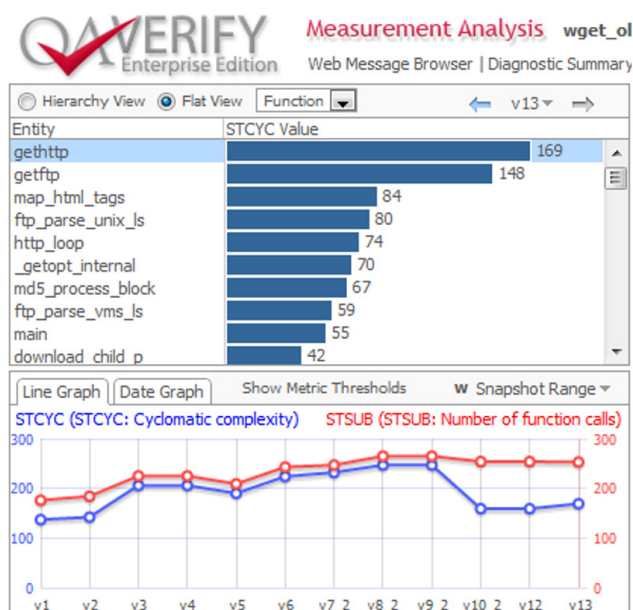 QAVERIFY
Enterprise Edition
Measurement Analysis wget_ol
Web Message Browser | Diagnostic Summary
Hierarchy View Flat View Function v13
Entity STCYC Value
gethttp 169
getftp 148
map_html_tags 84
ftp_parse_unix_ls 80
http_loop 74
_getopt_internal 70
md5_process_block 67
ftp_parse_vms_ls 59
main 55
download_child_p 42
Line Graph Date Graph Show Metric Thresholds W Snapshot Range
STCYC (STCYC: Cyclomatic complexity) STSUB (STSUB: Number of function calls)
300 300
200 200
100 100
0 0
v1 v2 v3 v4 v5 v6 v7_2 v8_2 v9_2 v10_2 v12 v13